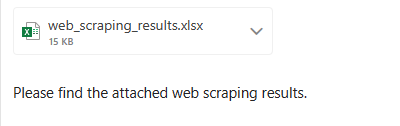 web_scraping_results.xlsx
15 KB
Please find the attached web scraping results.